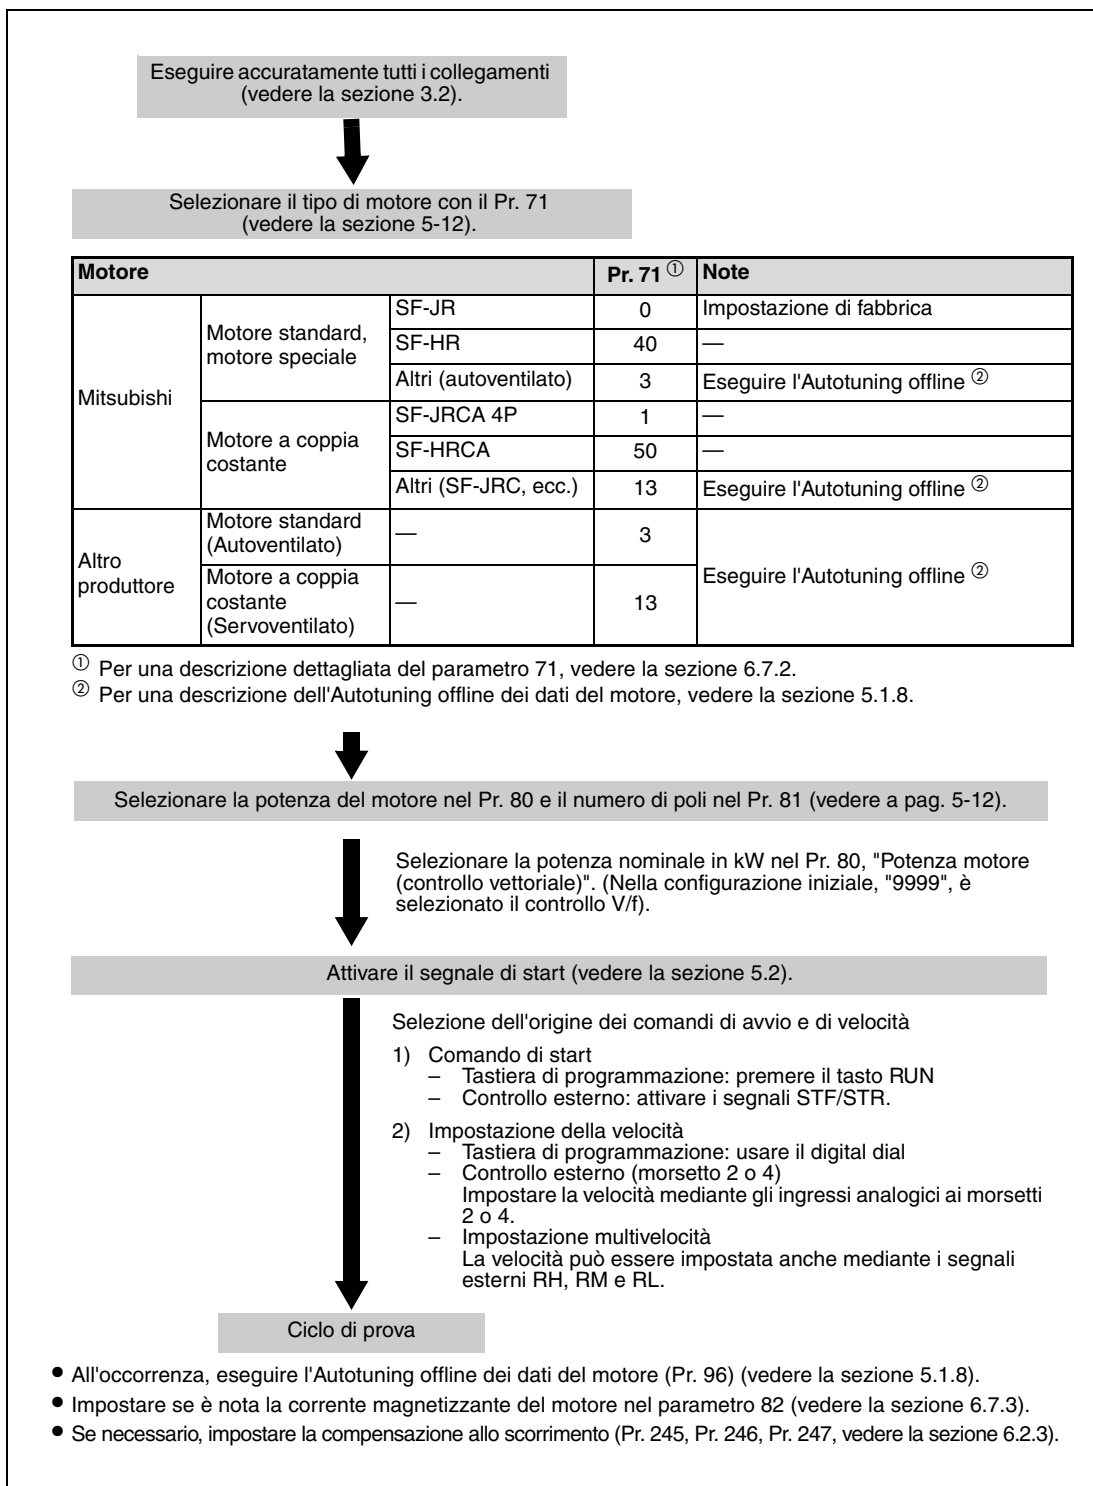 Eseguire accuratamente tutti i collegamenti
(vedere la sezione 3.2).
Selezionare il tipo di motore con il Pr. 71
(vedere la sezione 5-12).
Motore Pr. 71 ① Note
Mitsubishi
Motore standard,
motore speciale
SF-JR 0 Impostazione di fabbrica
SF-HR 40 —
Altri (autoventilato) 3 Eseguire l'Autotuning offline ②
Motore a coppia
costante
SF-JRCA 4P 1 —
SF-HRCA 50 —
Altri (SF-JRC, ecc.) 13 Eseguire l'Autotuning offline ②
Altro
produttore
Motore standard
(Autoventilato)
— 3
Motore a coppia
costante
(Servoventilato)
— 13
Eseguire l'Autotuning offline ②
① Per una descrizione dettagliata del parametro 71, vedere la sezione 6.7.2.
② Per una descrizione dell'Autotuning offline dei dati del motore, vedere la sezione 5.1.8.
Selezionare la potenza del motore nel Pr. 80 e il numero di poli nel Pr. 81 (vedere a pag. 5-12).
Selezionare la potenza nominale in kW nel Pr. 80, "Potenza motore
(controllo vettoriale)". (Nella configurazione iniziale, "9999", è
selezionato il controllo V/f).
Attivare il segnale di start (vedere la sezione 5.2).
Selezione dell'origine dei comandi di avvio e di velocità
1) Comando di start
– Tastiera di programmazione: premere il tasto RUN
– Controllo esterno: attivare i segnali STF/STR.
2) Impostazione della velocità
– Tastiera di programmazione: usare il digital dial
– Controllo esterno (morsetto 2 o 4)
Impostare la velocità mediante gli ingressi analogici ai morsetti
2 o 4.
– Impostazione multivelocità
La velocità può essere impostata anche mediante i segnali
esterni RH, RM e RL.
Ciclo di prova
● All'occorrenza, eseguire l'Autotuning offline dei dati del motore (Pr. 96) (vedere la sezione 5.1.8).
● Impostare se è nota la corrente magnetizzante del motore nel parametro 82 (vedere la sezione 6.7.3).
● Se necessario, impostare la compensazione allo scorrimento (Pr. 245, Pr. 246, Pr. 247, vedere la sezione 6.2.3).